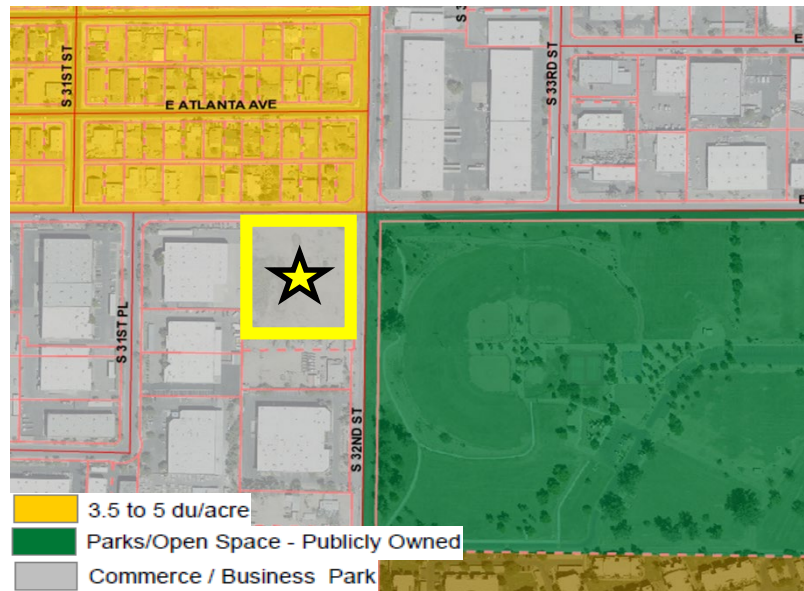 S 31ST ST
S 3
S 33RD ST
E
E ATLANTA AVE
E
S 31ST PL
S 32ND ST
3.5 to 5 du/acre
Parks/Open Space - Publicly Owned
Commerce / Business Park